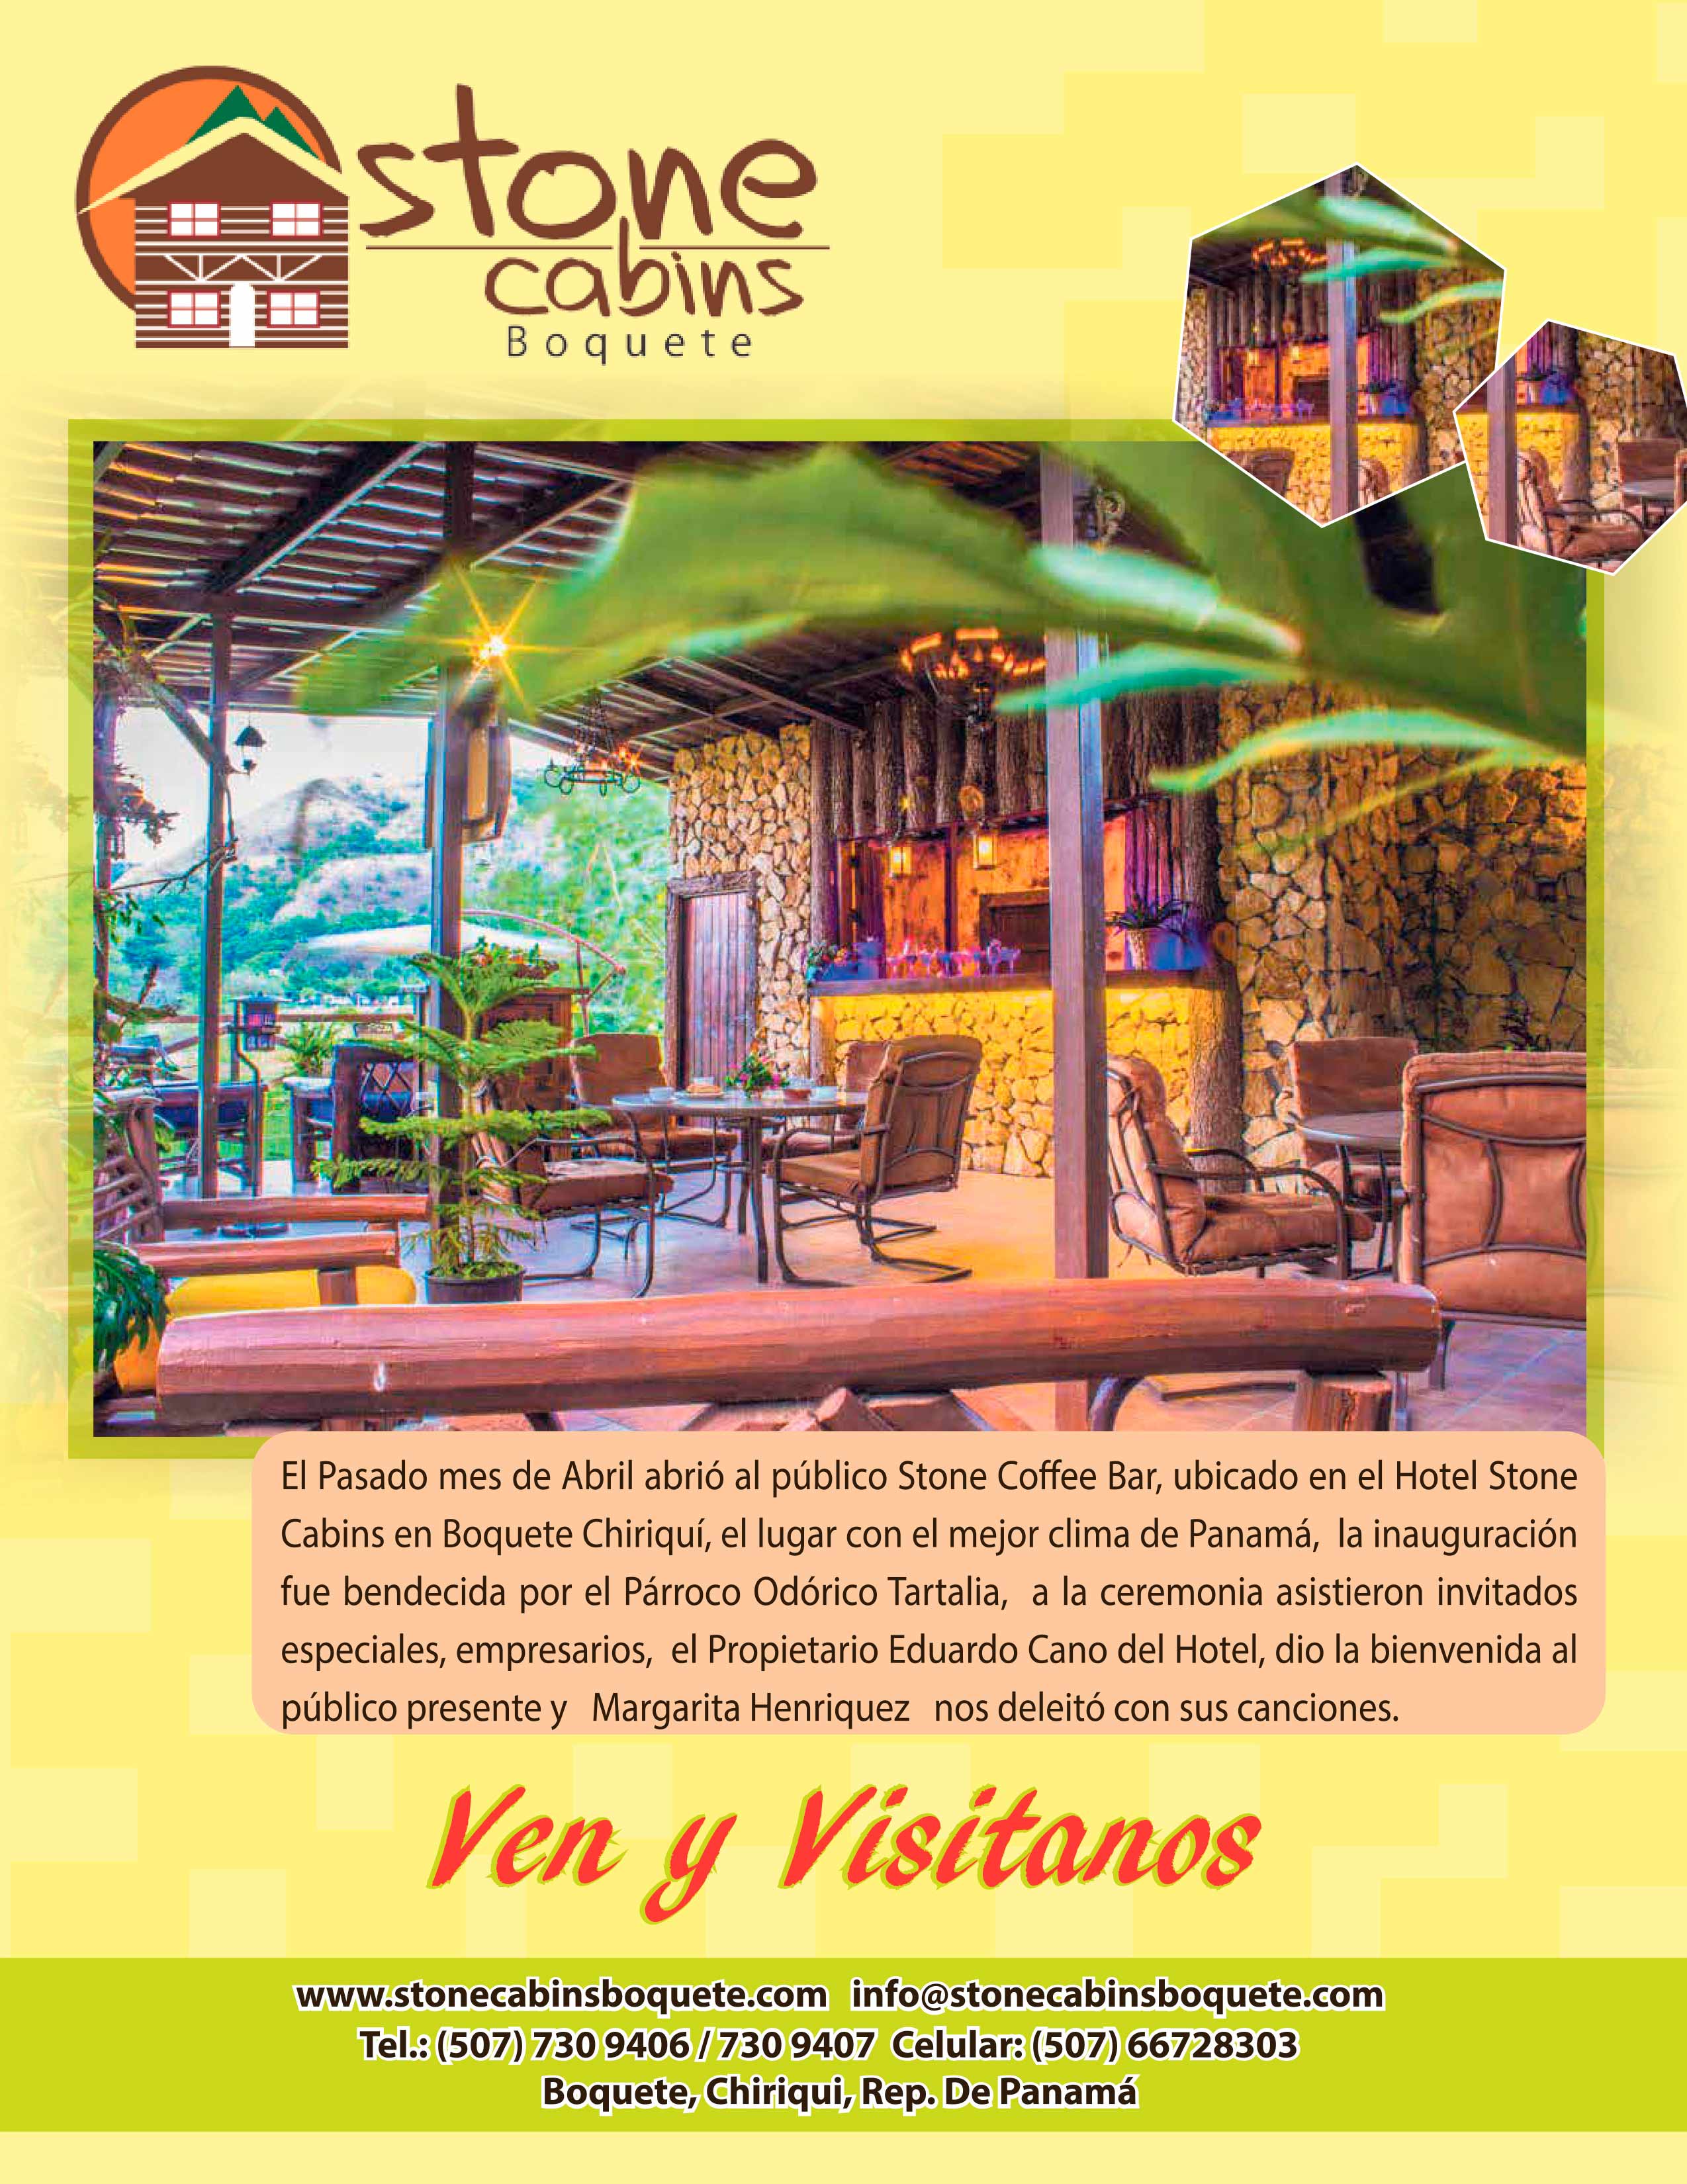 stone
cabins
Boquete
El Pasado mes de Abril abrió al público Stone Coffee Bar, ubicado en el Hotel Stone
Cabins en Boquete Chiriquí, el lugar con el mejor clima de Panamá, la inauguración
fue bendecida por el Párroco Odórico Tartalia, a la ceremonia asistieron invitados
especiales, empresarios, el Propietario Eduardo Cano del Hotel, dio la bienvenida al
público presente y Margarita Henriquez nos deleitó con sus canciones.
Ven y Visitanos
www.stonecabinsboquete.com info@stonecabinsboquete.com
Tel.: (507) 730 9406 / 730 9407 Celular: (507) 66728303
Boquete, Chiriqui, Rep. De Panamá